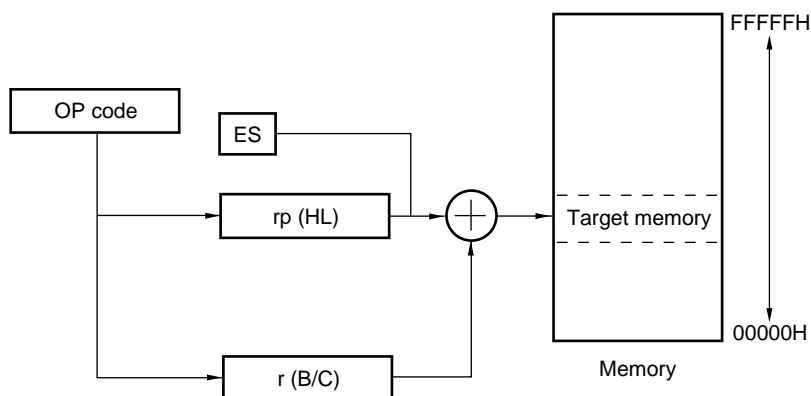 FFFFFH
OP code
ES
rp (HL)
Target memory
r (B/C)
00000H
Memory